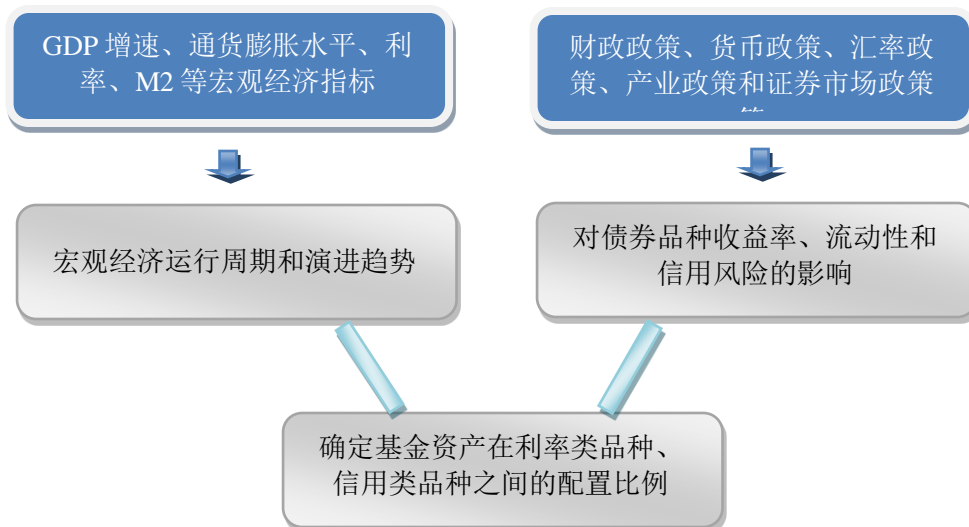 GDP 增速、通货膨胀水平、利
率、M2 等宏观经济指标
财政政策、货币政策、汇率政
策、产业政策和证券市场政策
宏观经济运行周期和演进趋势
对债券品种收益率、流动性和
信用风险的影响
确定基金资产在利率类品种、
信用类品种之间的配置比例